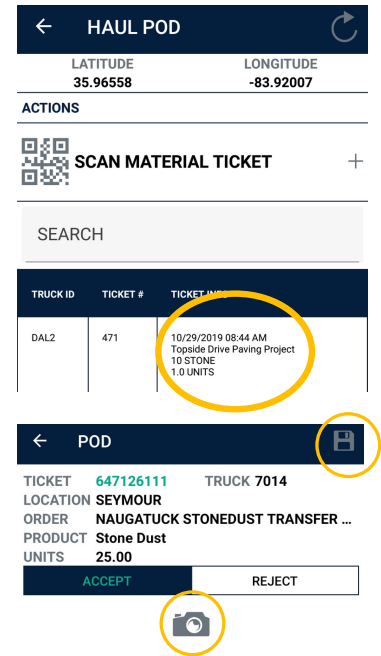 HAUL POD
LATITUDE LONGITUDE
35.96558 -83.92007
ACTIONS
SCAN MATERIAL TICKET +
SEARCH
TRUCK ID TICKET # TICKET INFO
DAL2 471 10/29/2019 08:44 AM
Topside Drive Paving Project
10 STONE
1.0 UNITS
POD
TICKET 647126111 TRUCK 7014
LOCATION SEYMOUR
ORDER NAUGATUCK STONEDUST TRANSFER ...
PRODUCT Stone Dust
UNITS 25.00
ACCEPT REJECT